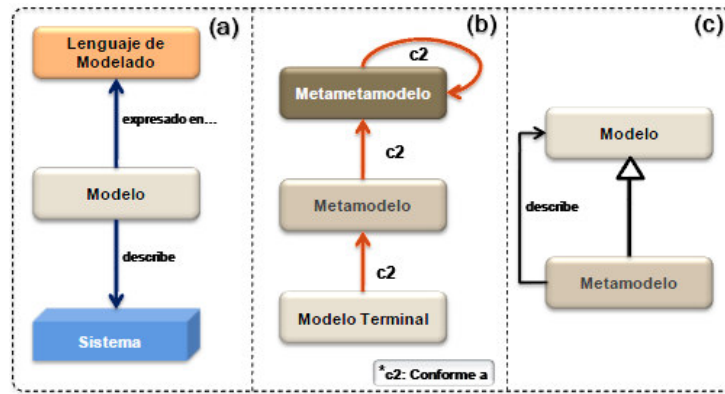 (a)
Lenguaje de
Modelado
expresado en...
Modelo
describe
Sistema
(b)
c2
Metametamodelo
c2
Metamodelo
c2
Modelo Terminal
*c2: Conforme a
(c)
Modelo
describe
Metamodelo